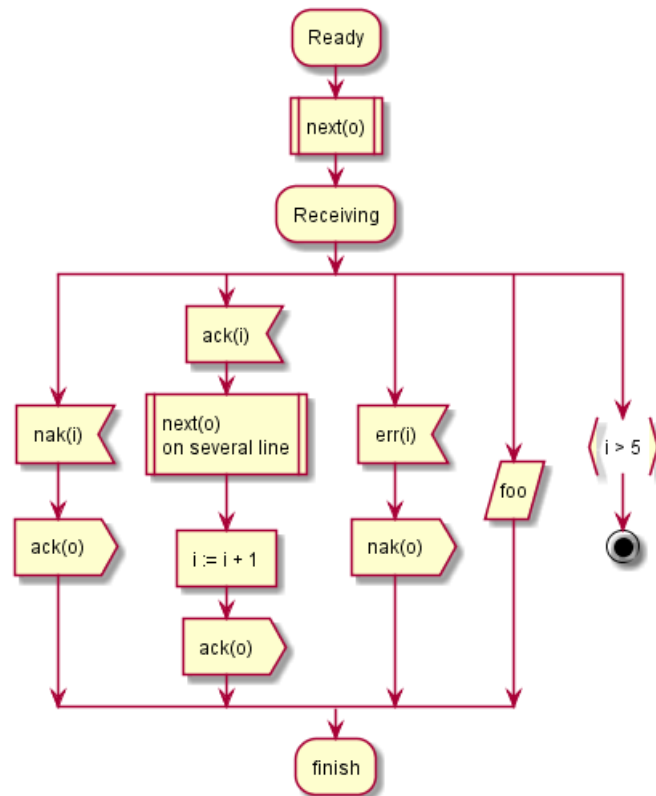 Ready
next(o)
Receiving
nak(i)
ack(o)
ack(i)
next(o)
on several line
i := i + 1
ack(o)
err(i)
nak(o)
foo
i > 5
finish